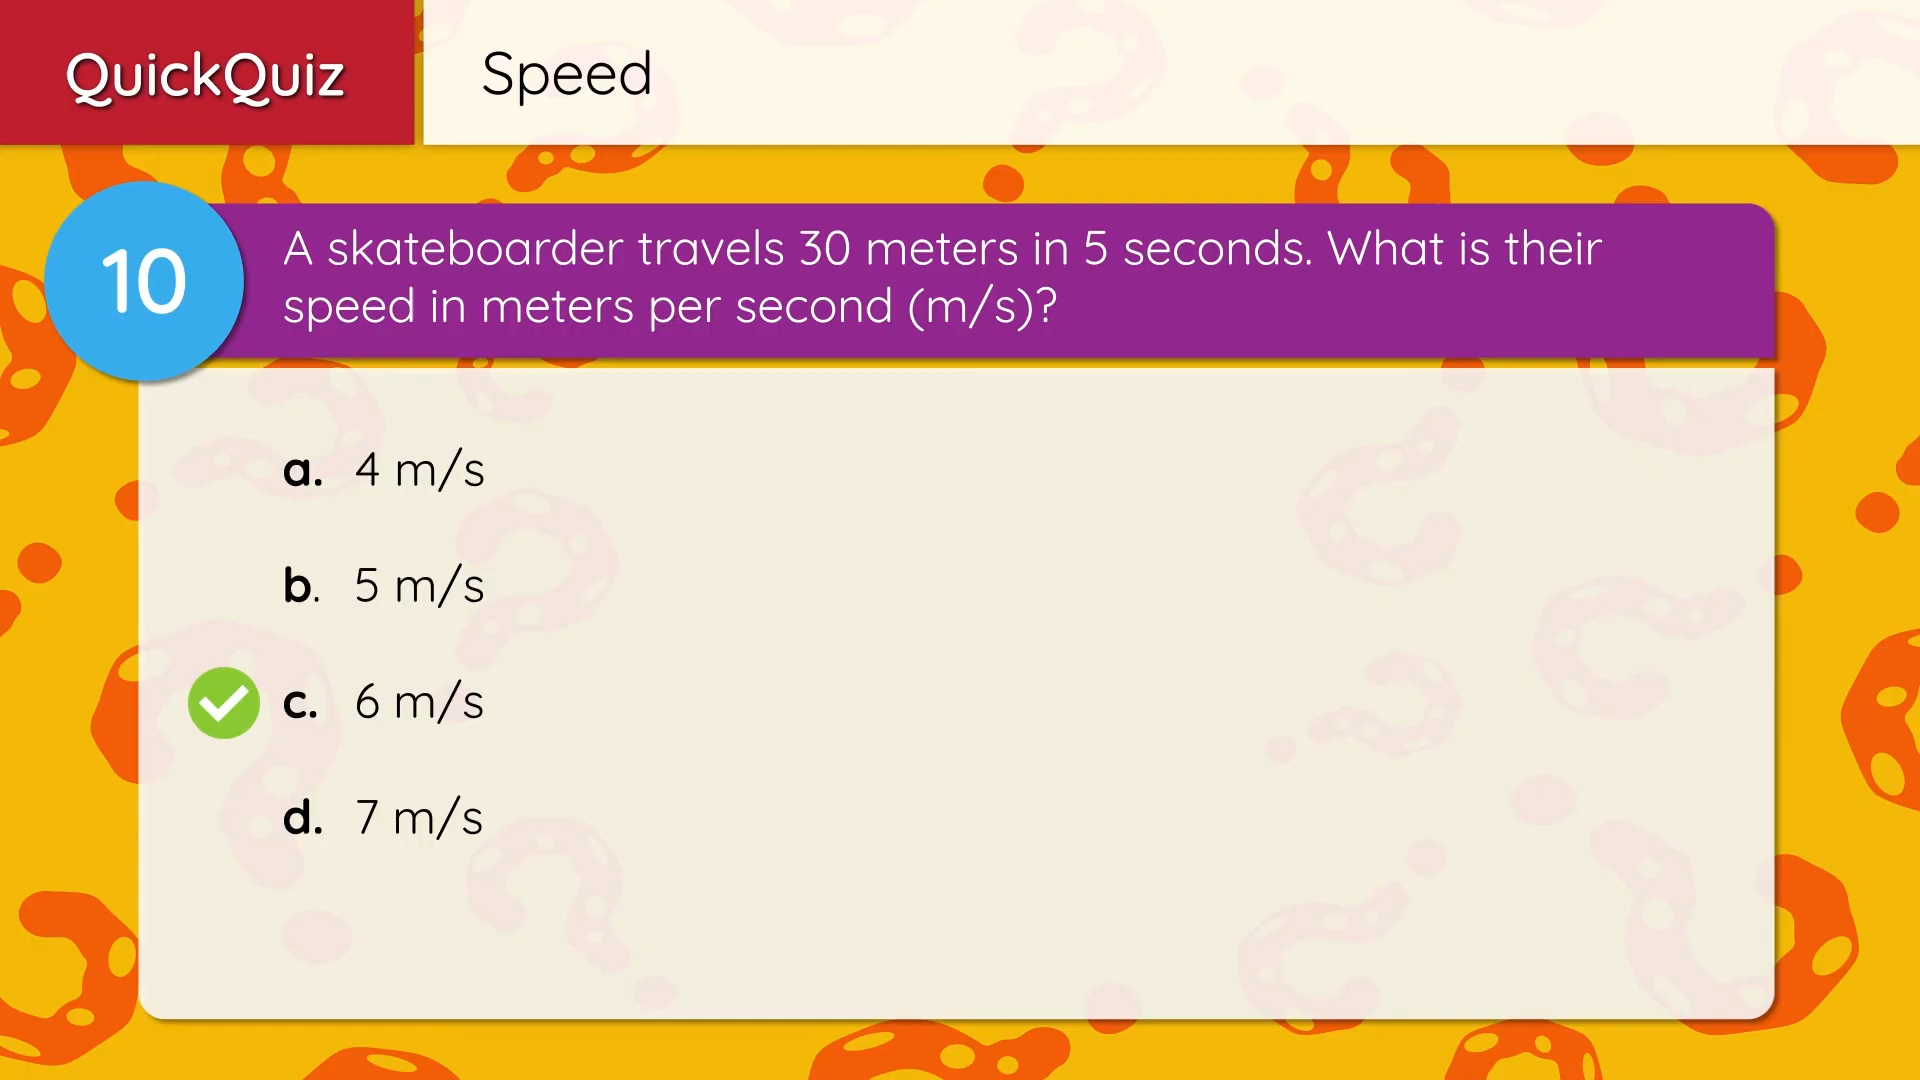 QuickQuiz
Speed
10
A skateboarder travels 30 meters in 5 seconds. What is their
speed in meters per second (m/s)?
a. 4 m/s
b. 5 m/s
c. 6 m/s
d. 7 m/s